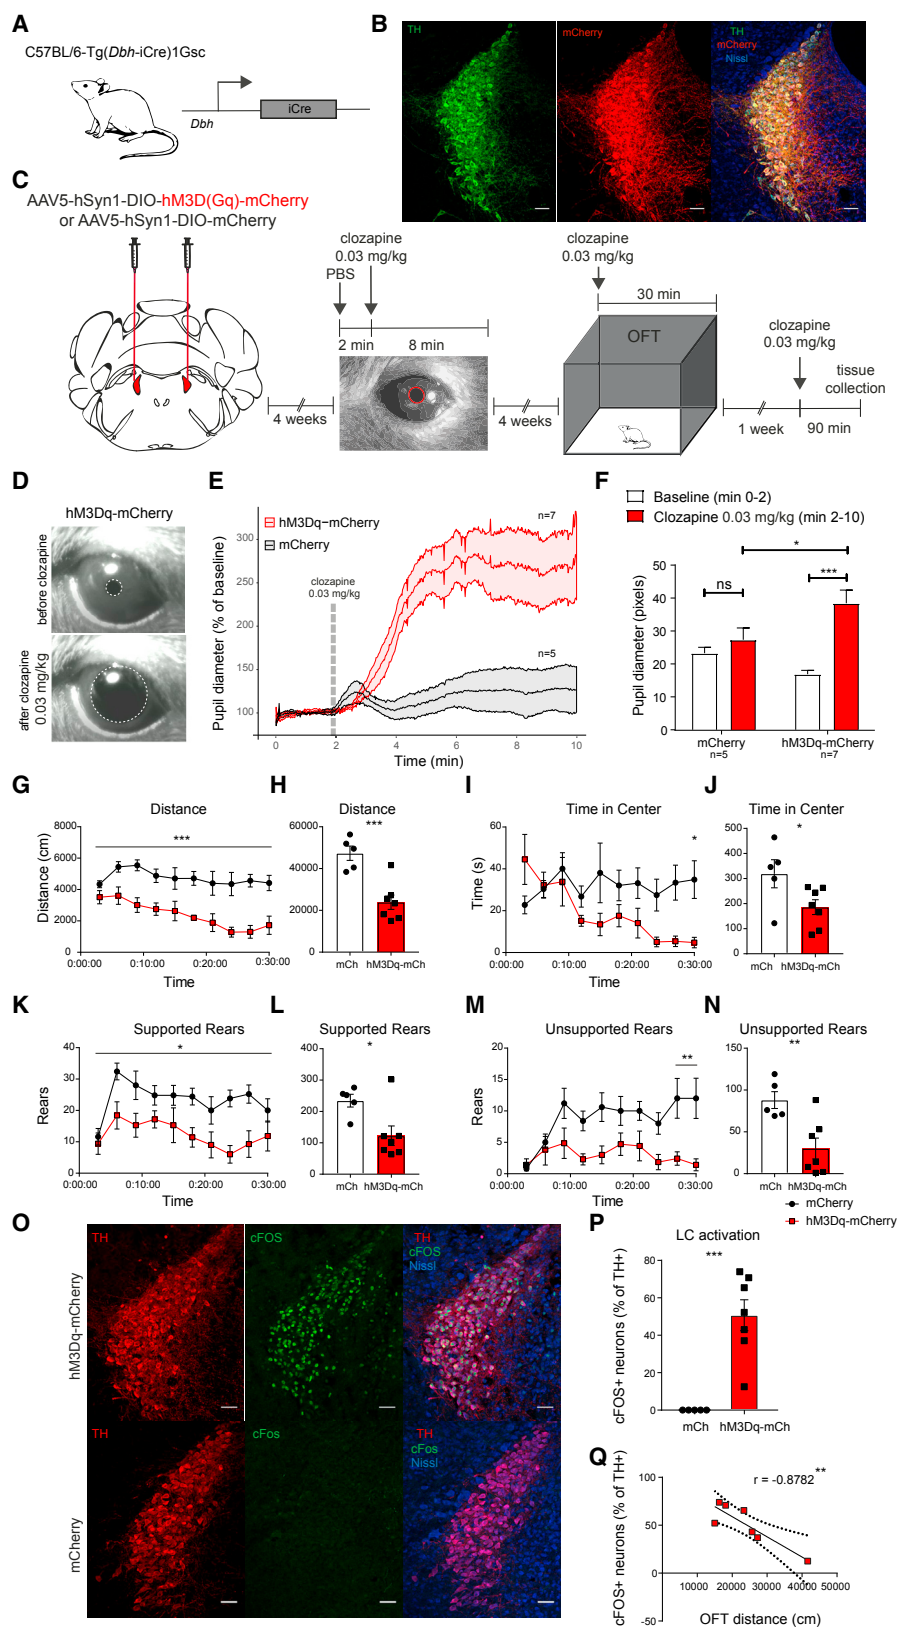 A
C57BL/6-Tg(Dbh-iCre)1Gsc
Dbh
iCre
B
TH
mCherry
TH
mCherry
Nissl
C
AAV5-hSyn1-DIO-hM3D(Gq)-mCherry
or AAV5-hSyn1-DIO-mCherry
4 weeks
PBS
clozapine
0.03 mg/kg
2 min
8 min
4 weeks
clozapine
0.03 mg/kg
30 min
OFT
1 week
clozapine
0.03 mg/kg
tissue
collection
90 min
D
hM3Dq-mCherry
before clozapine
after clozapine
0.03 mg/kg
E
hM3Dq−mCherry
mCherry
clozapine
0.03 mg/kg
n=7
n=5
Pupil diameter (% of baseline)
300
250
200
150
100
0
2
4
6
8
10
Time (min)
F
Baseline (min 0-2)
Clozapine 0.03 mg/kg (min 2-10)
*
ns
***
Pupil diameter (pixels)
50
40
30
20
10
0
mCherry
n=5
hM3Dq-mCherry
n=7
G
Distance
***
Distance (cm)
8000
6000
4000
2000
0
0:00:00
0:10:00
0:20:00
0:30:00
Time
H
Distance
***
60000
40000
20000
0
mCh
hM3Dq-mCh
I
Time in Center
*
Time (s)
60
40
20
0
0:00:00
0:10:00
0:20:00
0:30:00
Time
J
Time in Center
*
500
400
300
200
100
0
mCh
hM3Dq-mCh
K
Supported Rears
*
Rears
40
30
20
10
0
0:00:00
0:10:00
0:20:00
0:30:00
Time
L
Supported Rears
*
400
300
200
100
0
mCh
hM3Dq-mCh
M
Unsupported Rears
**
Rears
20
15
10
5
0
0:00:00
0:10:00
0:20:00
0:30:00
Time
N
Unsupported Rears
**
150
100
50
0
mCh
hM3Dq-mCh
mCherry
hM3Dq-mCherry
O
hM3Dq-mCherry
TH
cFOS
TH
cFOS
Nissl
mCherry
TH
cFos
TH
cFos
Nissl
P
LC activation
***
cFOS+ neurons (% of TH+)
80
60
40
20
0
mCh
hM3Dq-mCh
Q
r = -0.8782
**
cFOS+ neurons (% of TH+)
100
50
0
-50
10000
20000
30000
40000
50000
OFT distance (cm)